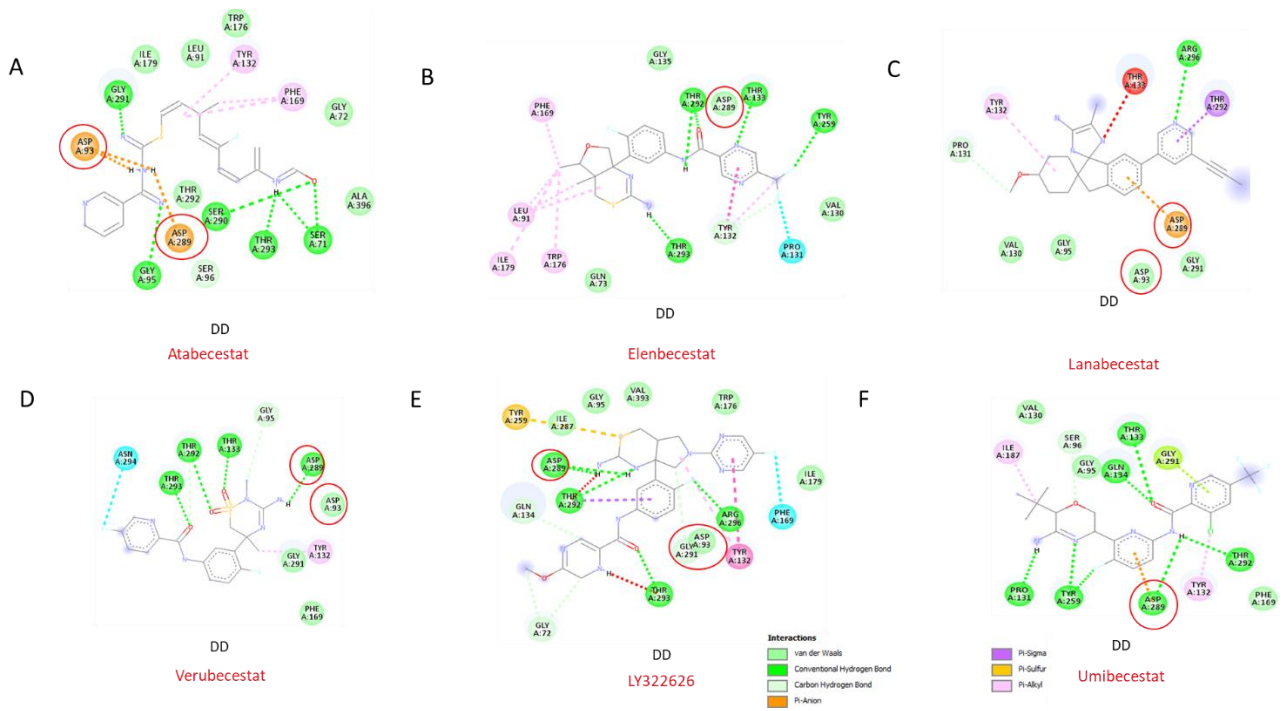 A
TRP
A:176
ILE
A:179
LEU
A:91
TYR
A:132
GLY
A:291
PHE
A:169
GLY
A:72
ASP
A:93
THR
A:292
SER
A:290
ALA
A:396
ASP
A:289
THR
A:293
SER
A:71
GLY
A:95
SER
A:96
H
H
N
S
N
NH
N
N
O
DD
Atabecestat
B
GLY
A:135
PHE
A:169
THR
A:292
ASP
A:289
THR
A:133
TYR
A:259
LEU
A:91
VAL
A:130
ILE
A:179
TRP
A:176
TYR
A:132
PRO
A:131
THR
A:293
GLN
A:73
DD
Elenbecestat
C
ARG
A:296
THR
A:133
THR
A:292
TYR
A:132
PRO
A:131
ASP
A:289
VAL
A:130
GLY
A:95
ASP
A:93
GLY
A:291
DD
Lanabecestat
D
GLY
A:95
ASN
A:294
THR
A:292
THR
A:133
ASP
A:289
THR
A:293
ASP
A:93
GLY
A:291
TYR
A:132
PHE
A:169
DD
Verubecestat
E
GLY
A:95
VAL
A:393
TRP
A:176
TYR
A:259
ILE
A:287
ASP
A:289
THR
A:292
ILE
A:179
GLN
A:134
ARG
A:296
PHE
A:169
ASP
A:93
GLY
A:291
TYR
A:132
THR
A:293
GLY
A:72
DD
LY322626
F
VAL
A:130
SER
A:96
THR
A:133
ILE
A:187
GLY
A:95
GLN
A:134
GLY
A:291
THR
A:292
PRO
A:131
TYR
A:259
ASP
A:289
TYR
A:132
PHE
A:169
DD
Umibecestat
Interactions
van der Waals
Conventional Hydrogen Bond
Carbon Hydrogen Bond
Pi-Anion
Pi-Sigma
Pi-Sulfur
Pi-Alkyl